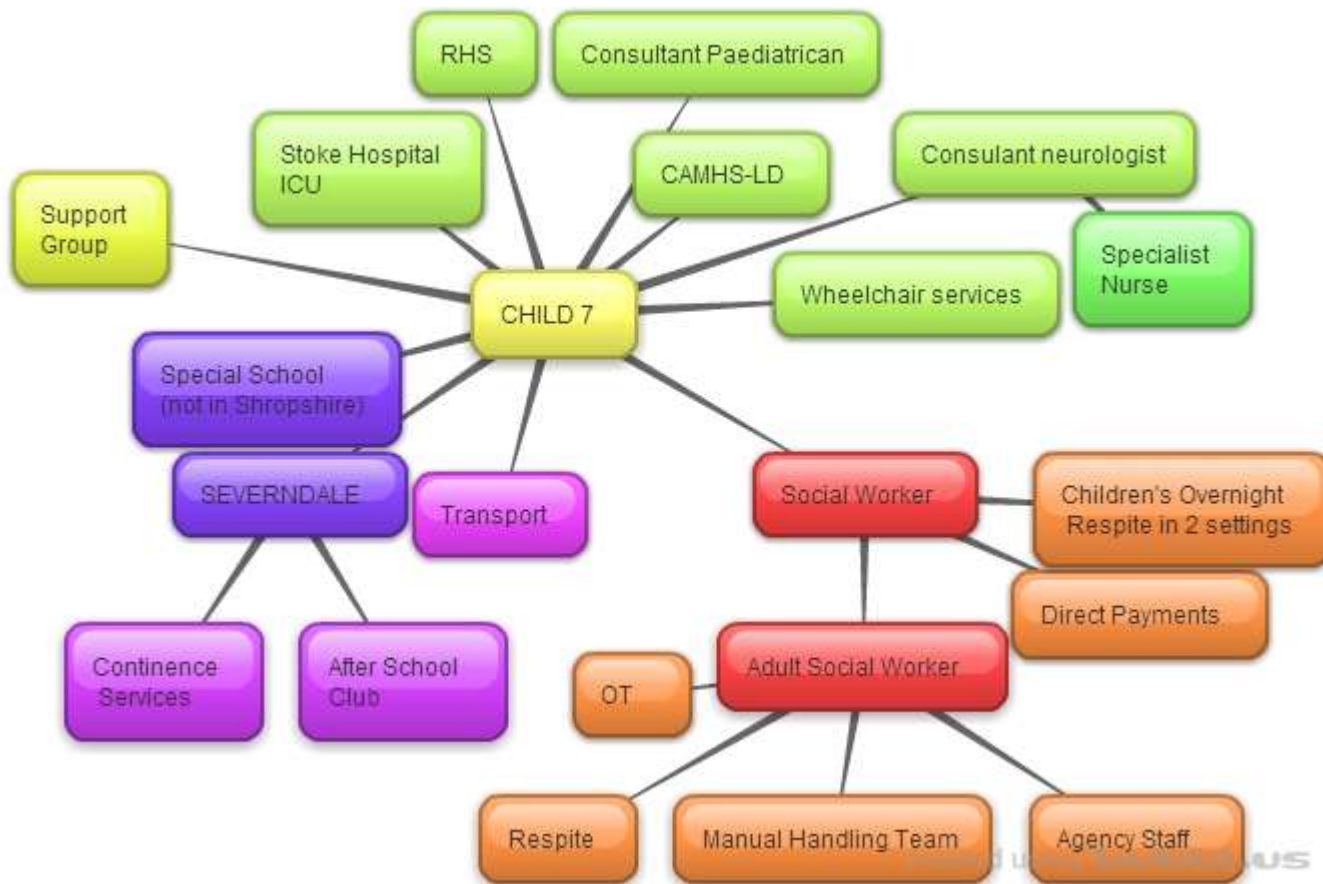 RHS
Consultant Paediatrican
Stoke Hospital
ICU
CAMHS-LD
Consulant neurologist
Support
Group
Specialist
Nurse
CHILD 7
Wheelchair services
Special School
(not in Shropshire)
SEVERNDALE
Transport
Social Worker
Children's Overnight
Respite in 2 settings
Direct Payments
Continence
Services
After School
Club
OT
Adult Social Worker
Respite
Manual Handling Team
Agency Staff